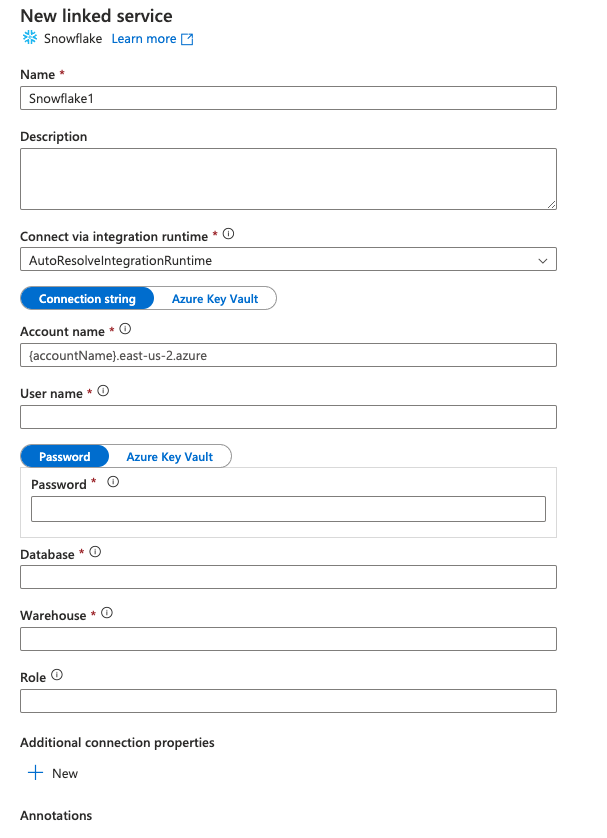 New linked service
Snowflake Learn more
Name *
Snowflake1
Description
Connect via integration runtime *
AutoResolveIntegrationRuntime
Connection string Azure Key Vault
Account name *
{accountName}.east-us-2.azure
User name *
Password Azure Key Vault
Password *
Database *
Warehouse *
Role
Additional connection properties
New
Annotations